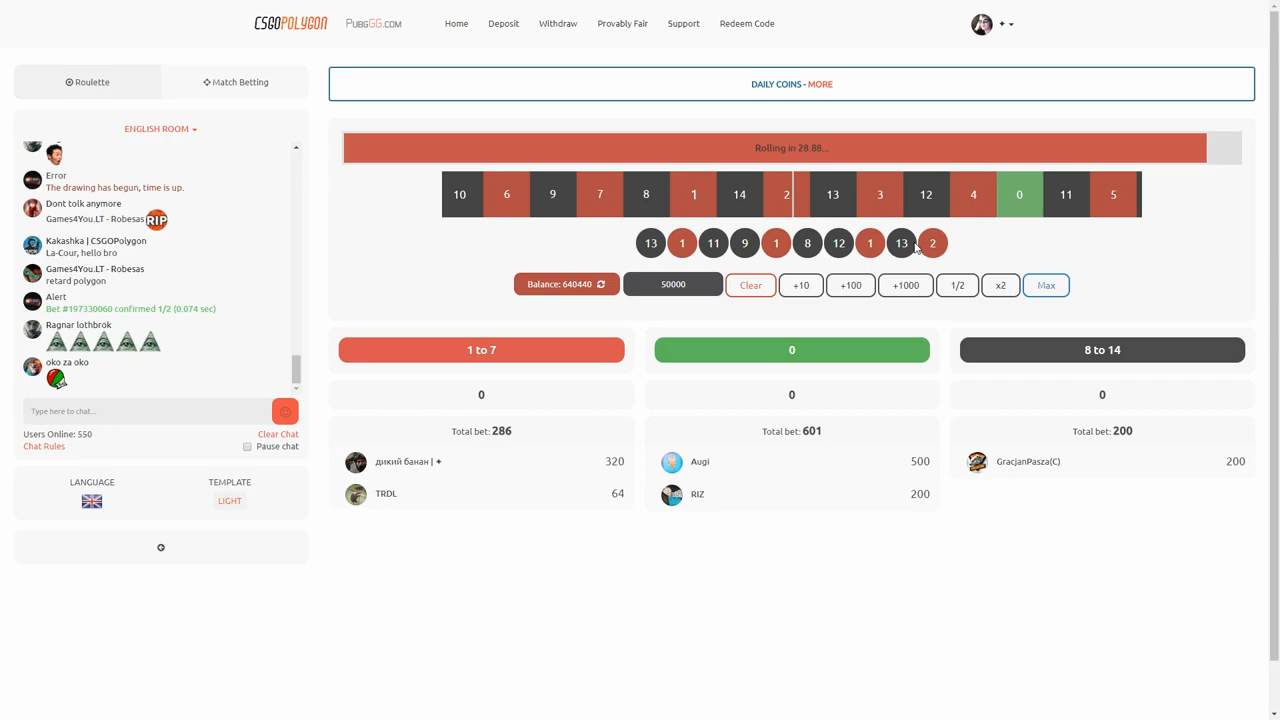 CSGOPOLYGON
PUBGGG.COM
Home
Deposit
Withdraw
Provably Fair
Support
Redeem Code
✦
Roulette
Match Betting
ENGLISH ROOM
Error
The drawing has begun, time is up.
Dont tolk anymore
Games4You.LT - Robesas RIP
Kakashka | CSGOPolygon
La-Cour, hello bro
Games4You.LT - Robesas
retard polygon
Alert
Bet #197330060 confirmed 1/2 (0.074 sec)
Ragnar lothbrok
oko za oko
Type here to chat...
Users Online: 550
Clear Chat
Chat Rules
Pause chat
LANGUAGE
TEMPLATE
LIGHT
DAILY COINS - MORE
Rolling in 28.88...
10 6 9 7 8 1 14 2 13 3 12 4 0 11 5
13 1 11 9 1 8 12 1 13 2
Balance: 640440
50000
Clear
+10
+100
+1000
1/2
x2
Max
1 to 7
0
8 to 14
0
0
0
Total bet: 286
Total bet: 601
Total bet: 200
дикий банан | ✦ 320
TRDL 64
Augi 500
RIZ 200
GracjanPasza(C) 200